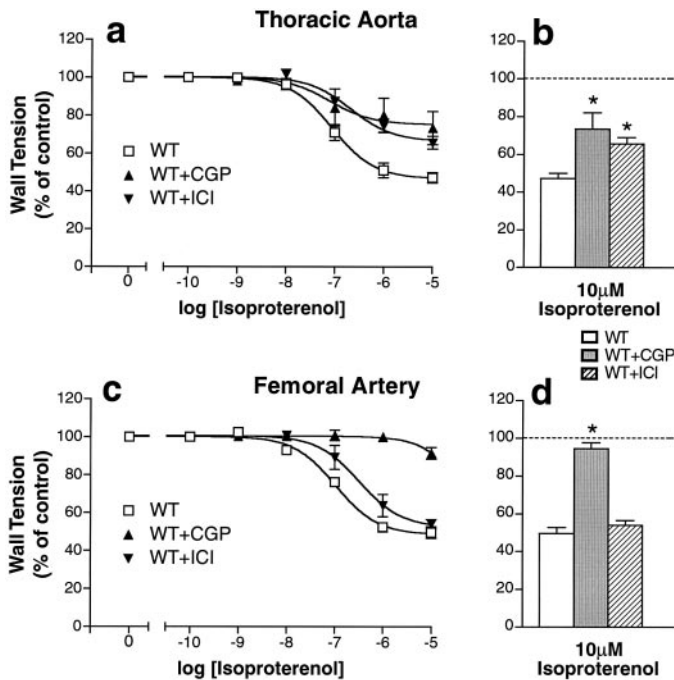 Thoracic Aorta
a
b
Wall Tension
(% of control)
120
100
80
60
40
20
0
WT
WT+CGP
WT+ICI
0 -10 -9 -8 -7 -6 -5
log [Isoproterenol]
120
100
80
60
40
20
0
* *
10µM
Isoproterenol
WT
WT+CGP
WT+ICI
Femoral Artery
c
d
Wall Tension
(% of control)
120
100
80
60
40
20
0
WT
WT+CGP
WT+ICI
0 -10 -9 -8 -7 -6 -5
log [Isoproterenol]
120
100
80
60
40
20
0
*
10µM
Isoproterenol